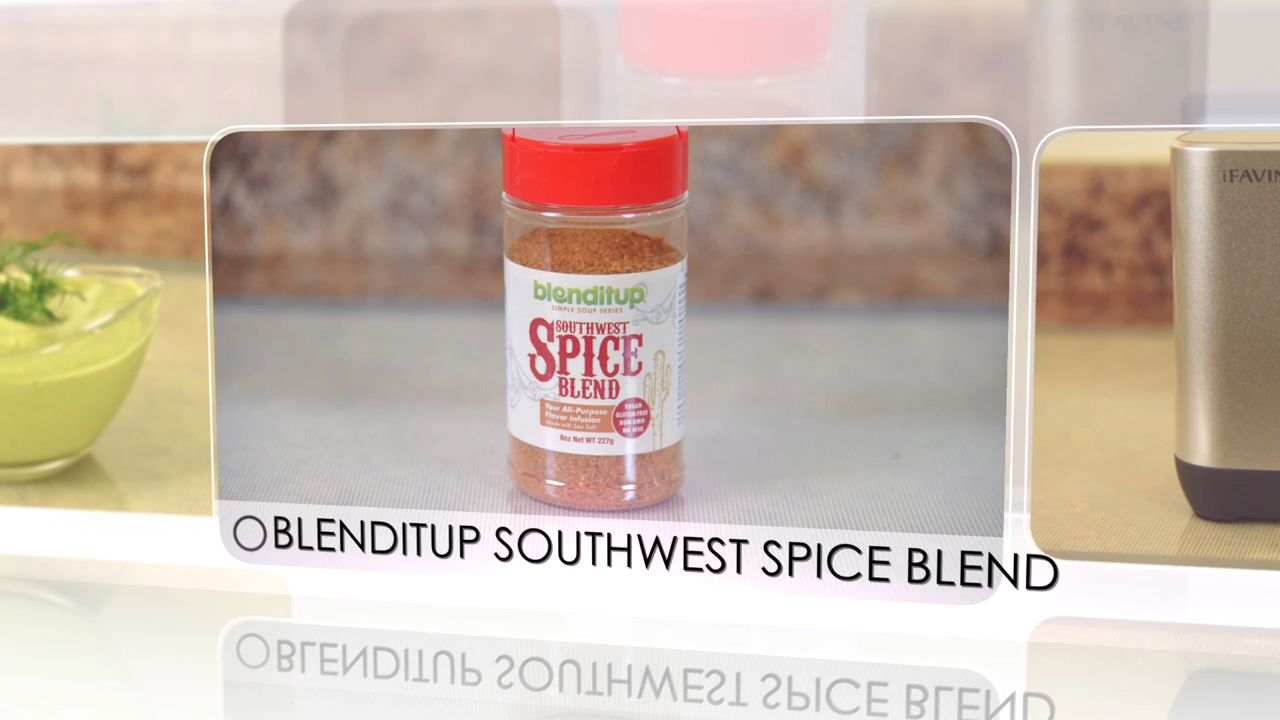 iFAVIN
blenditup
SIMPLE SOUP SERIES
SOUTHWEST
SPICE
BLEND
Your All-Purpose
Flavor Infusion
Made with Sea Salt
VEGAN
GLUTEN-FREE
NON-GMO
NO MSG
8oz Net WT 227g
BLENDITUP SOUTHWEST SPICE BLEND